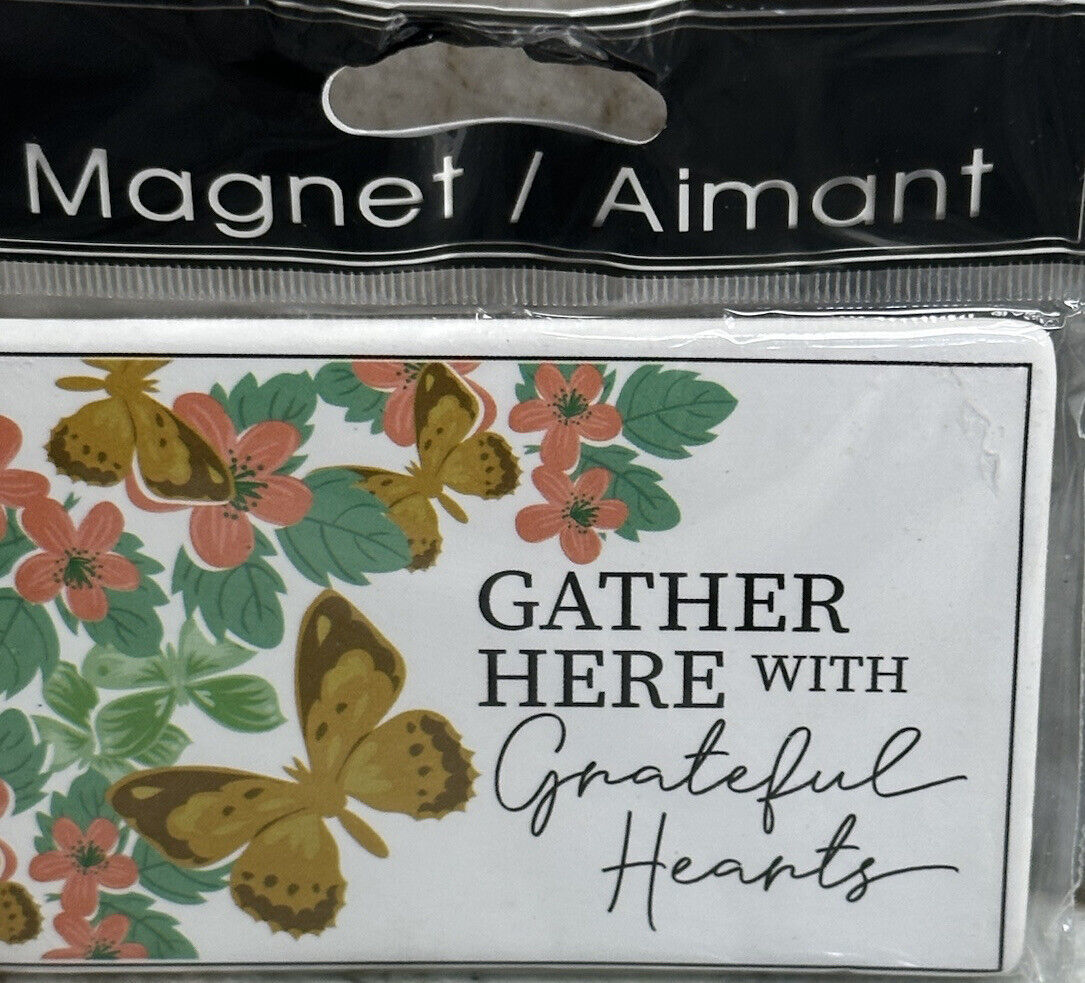 Magnet / Aimant
GATHER
HERE WITH
Grateful
Hearts